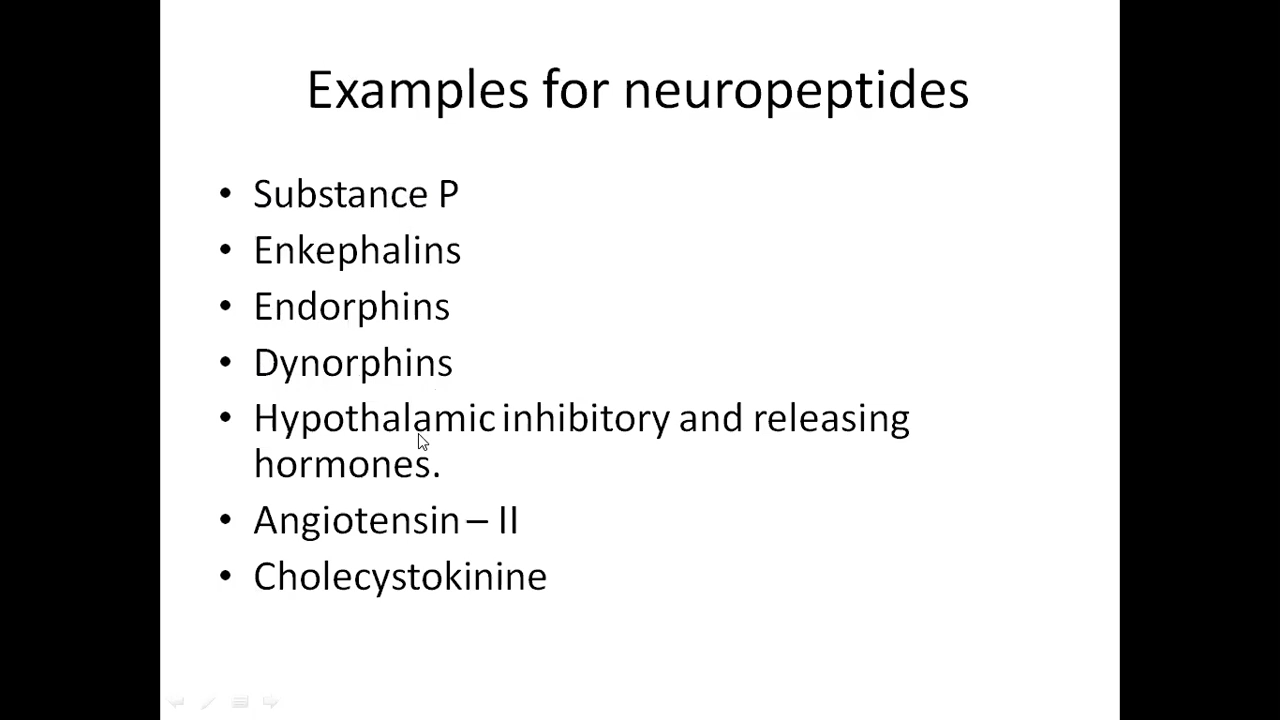 Examples for neuropeptides
• Substance P
• Enkephalins
• Endorphins
• Dynorphins
• Hypothalamic inhibitory and releasing
hormones.
• Angiotensin – II
• Cholecystokinine